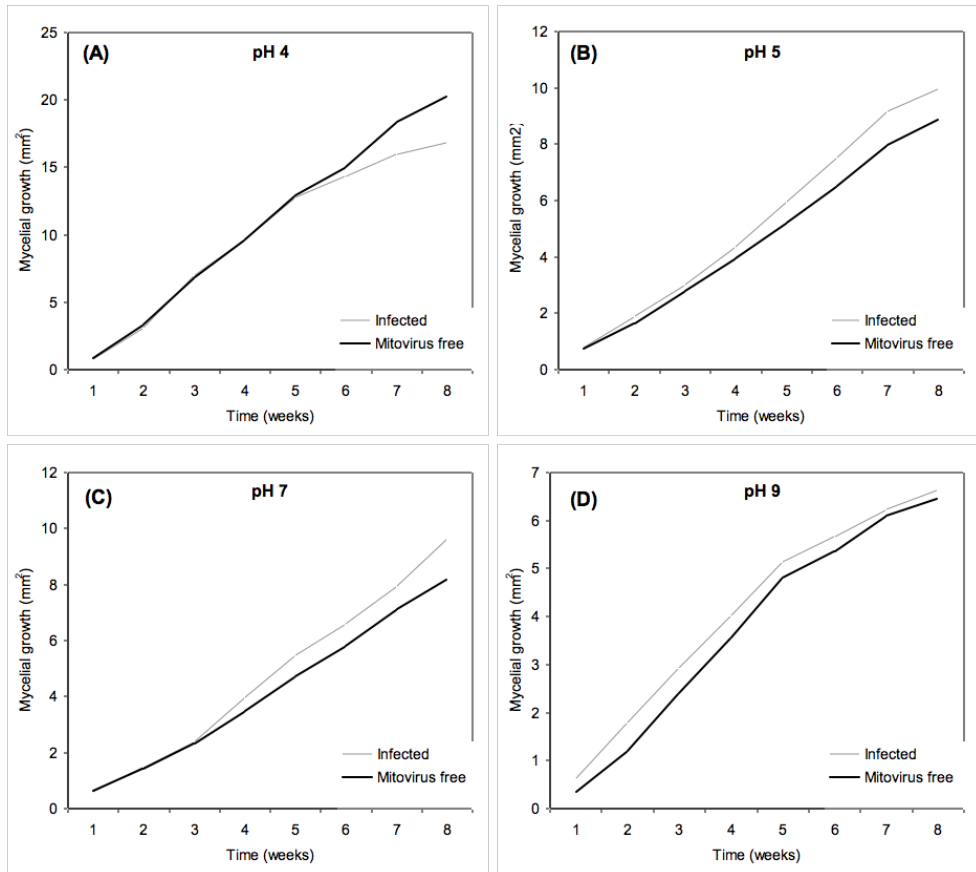 (A)
pH 4
Mycelial growth (mm²)
25
20
15
10
5
0
Infected
Mitovirus free
1 2 3 4 5 6 7 8
Time (weeks)
(B)
pH 5
Mycelial growth (mm2)
12
10
8
6
4
2
0
Infected
Mitovirus free
1 2 3 4 5 6 7 8
Time (weeks)
(C)
pH 7
Mycelial growth (mm²)
12
10
8
6
4
2
0
Infected
Mitovirus free
1 2 3 4 5 6 7 8
Time (weeks)
(D)
pH 9
Mycelial growth (mm²)
7
6
5
4
3
2
1
0
Infected
Mitovirus free
1 2 3 4 5 6 7 8
Time (weeks)